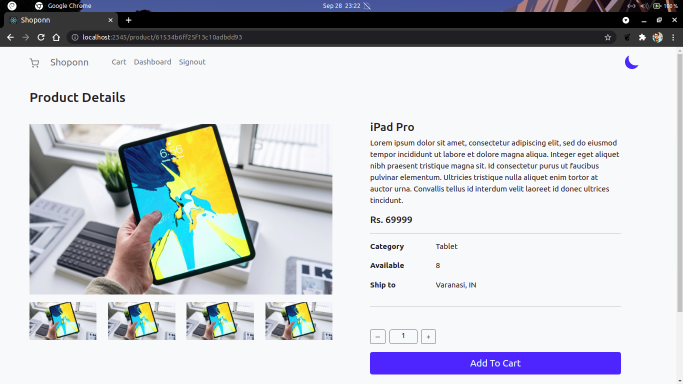 Google Chrome
Sep 28 23:22
100 %
Shoponn
localhost:2345/product/61534b6ff25f13c10adbdd93
Shoponn Cart Dashboard Signout
Product Details
6:56
iPad Pro
Lorem ipsum dolor sit amet, consectetur adipiscing elit, sed do eiusmod
tempor incididunt ut labore et dolore magna aliqua. Integer eget aliquet
nibh praesent tristique magna sit. Id consectetur purus ut faucibus
pulvinar elementum. Ultricies tristique nulla aliquet enim tortor at
auctor urna. Convallis tellus id interdum velit laoreet id donec ultrices
tincidunt.
Rs. 69999
Category Tablet
Available 8
Ship to Varanasi, IN
− 1 +
Add To Cart